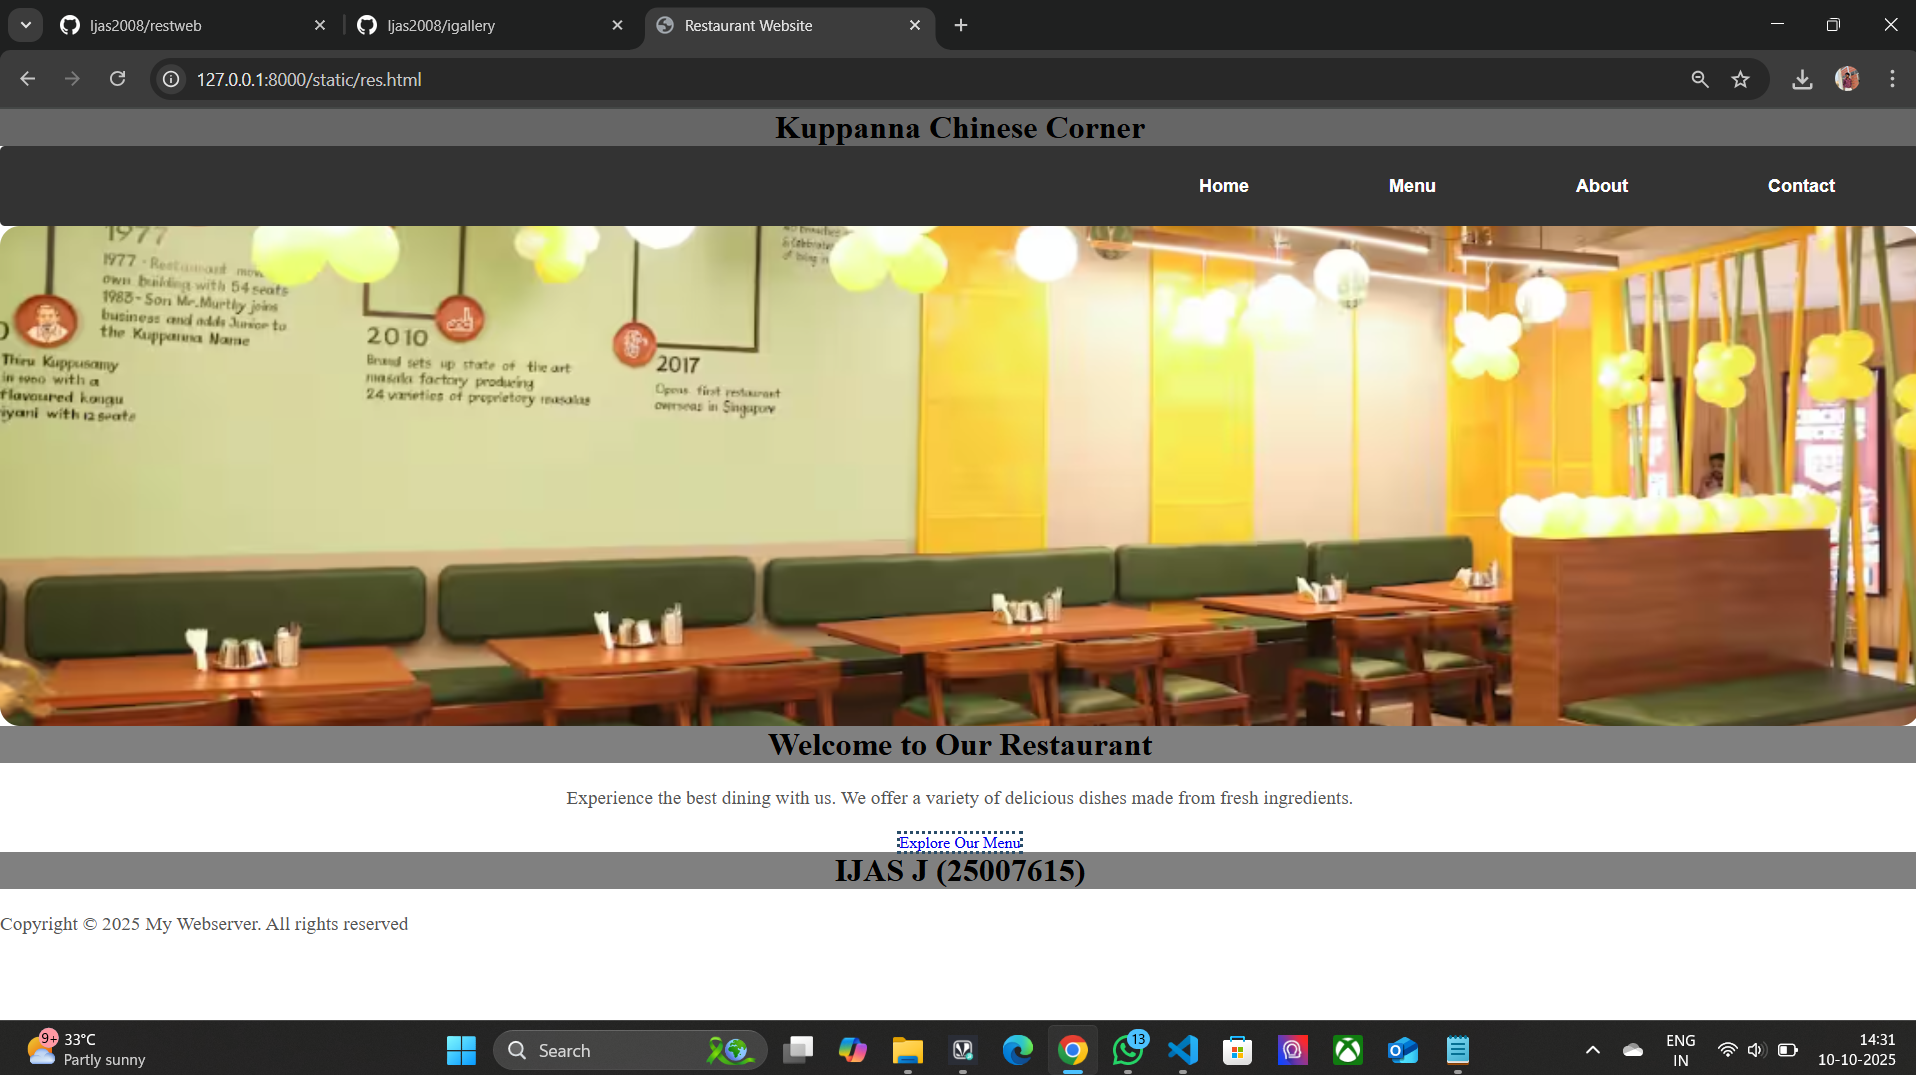 Ijas2008/restweb
Ijas2008/igallery
Restaurant Website
127.0.0.1:8000/static/res.html
Kuppanna Chinese Corner
Home
Menu
About
Contact
1977
1977 - Restaurant
own building with 54 seats
1983- Son Mr.Murthy joins
business and adds Junior to
the Kuppanna Name
Thiru Kuppusamy
in with a
flavoured kongu
iyani with 12 seats
2010
Brand sets up state of the art
masala factory producing
24 varieties of proprietory masalas
2017
Opens first restaurant
overseas in Singapore
Welcome to Our Restaurant
Experience the best dining with us. We offer a variety of delicious dishes made from fresh ingredients.
Explore Our Menu
IJAS J (25007615)
Copyright © 2025 My Webserver. All rights reserved
9+
33°C
Partly sunny
Search
13
ENG
IN
14:31
10-10-2025